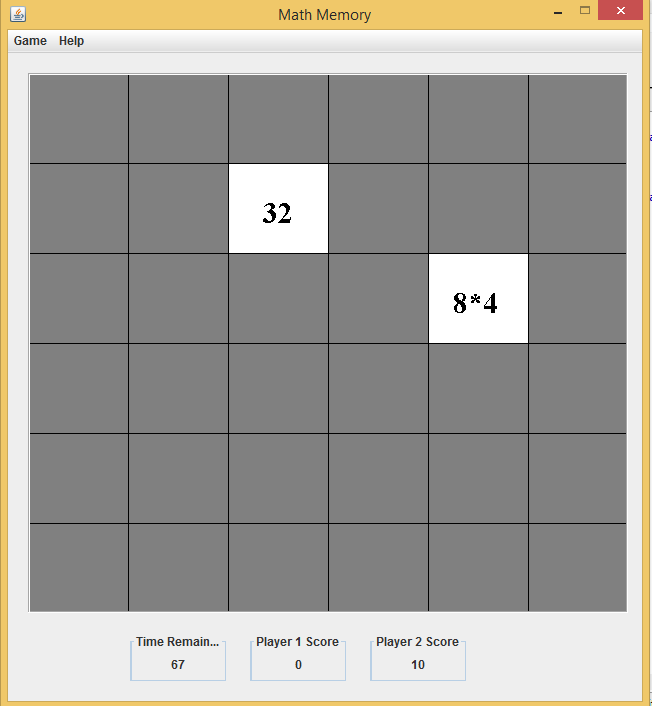 Math Memory
Game Help
32
8*4
Time Remain... Player 1 Score Player 2 Score
67 0 10